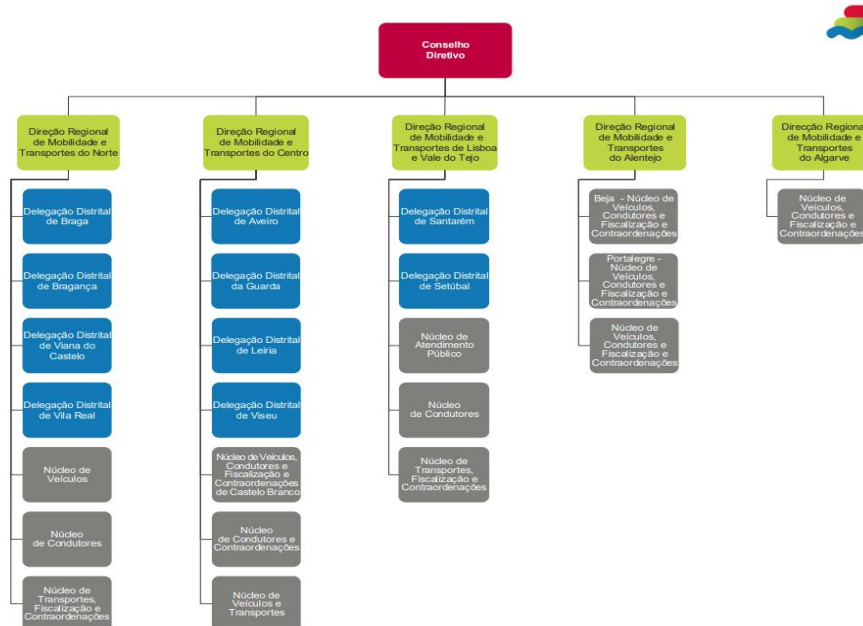 Conselho
Diretivo
Direção Regional
de Mobilidade e
Transportes do Norte
Direção Regional
de Mobilidade e
Transportes do Centro
Direção Regional
de Mobilidade e
Transportes de Lisboa
e Vale do Tejo
Direção Regional
de Mobilidade e
Transportes
do Alentejo
Direcção Regional
de Mobilidade e
Transportes
do Algarve
Delegação Distrital
de Braga
Delegação Distrital
de Bragança
Delegação Distrital
de Viana do
Castelo
Delegação Distrital
de Vila Real
Núcleo de
Veículos
Núcleo
de Condutores
Núcleo de
Transportes,
Fiscalização e
Contraordenações
Delegação Distrital
de Aveiro
Delegação Distrital
da Guarda
Delegação Distrital
de Leiria
Delegação Distrital
de Viseu
Núcleo de Veículos,
Condutores e
Fiscalização e
Contraordenações
de Castelo Branco
Núcleo
de Condutores e
Contraordenações
Núcleo de
Veículos e
Transportes
Delegação Distrital
de Santarém
Delegação Distrital
de Setúbal
Núcleo de
Atendimento
Público
Núcleo
de Condutores
Núcleo de
Transportes,
Fiscalização e
Contraordenações
Beja - Núcleo de
Veículos,
Condutores e
Fiscalização e
Contraordenações
Portalegre -
Núcleo de
Veículos,
Condutores e
Fiscalização e
Contraordenações
Núcleo de
Veículos,
Condutores e
Fiscalização e
Contraordenações
Núcleo de
Veículos,
Condutores e
Fiscalização e
Contraordenações